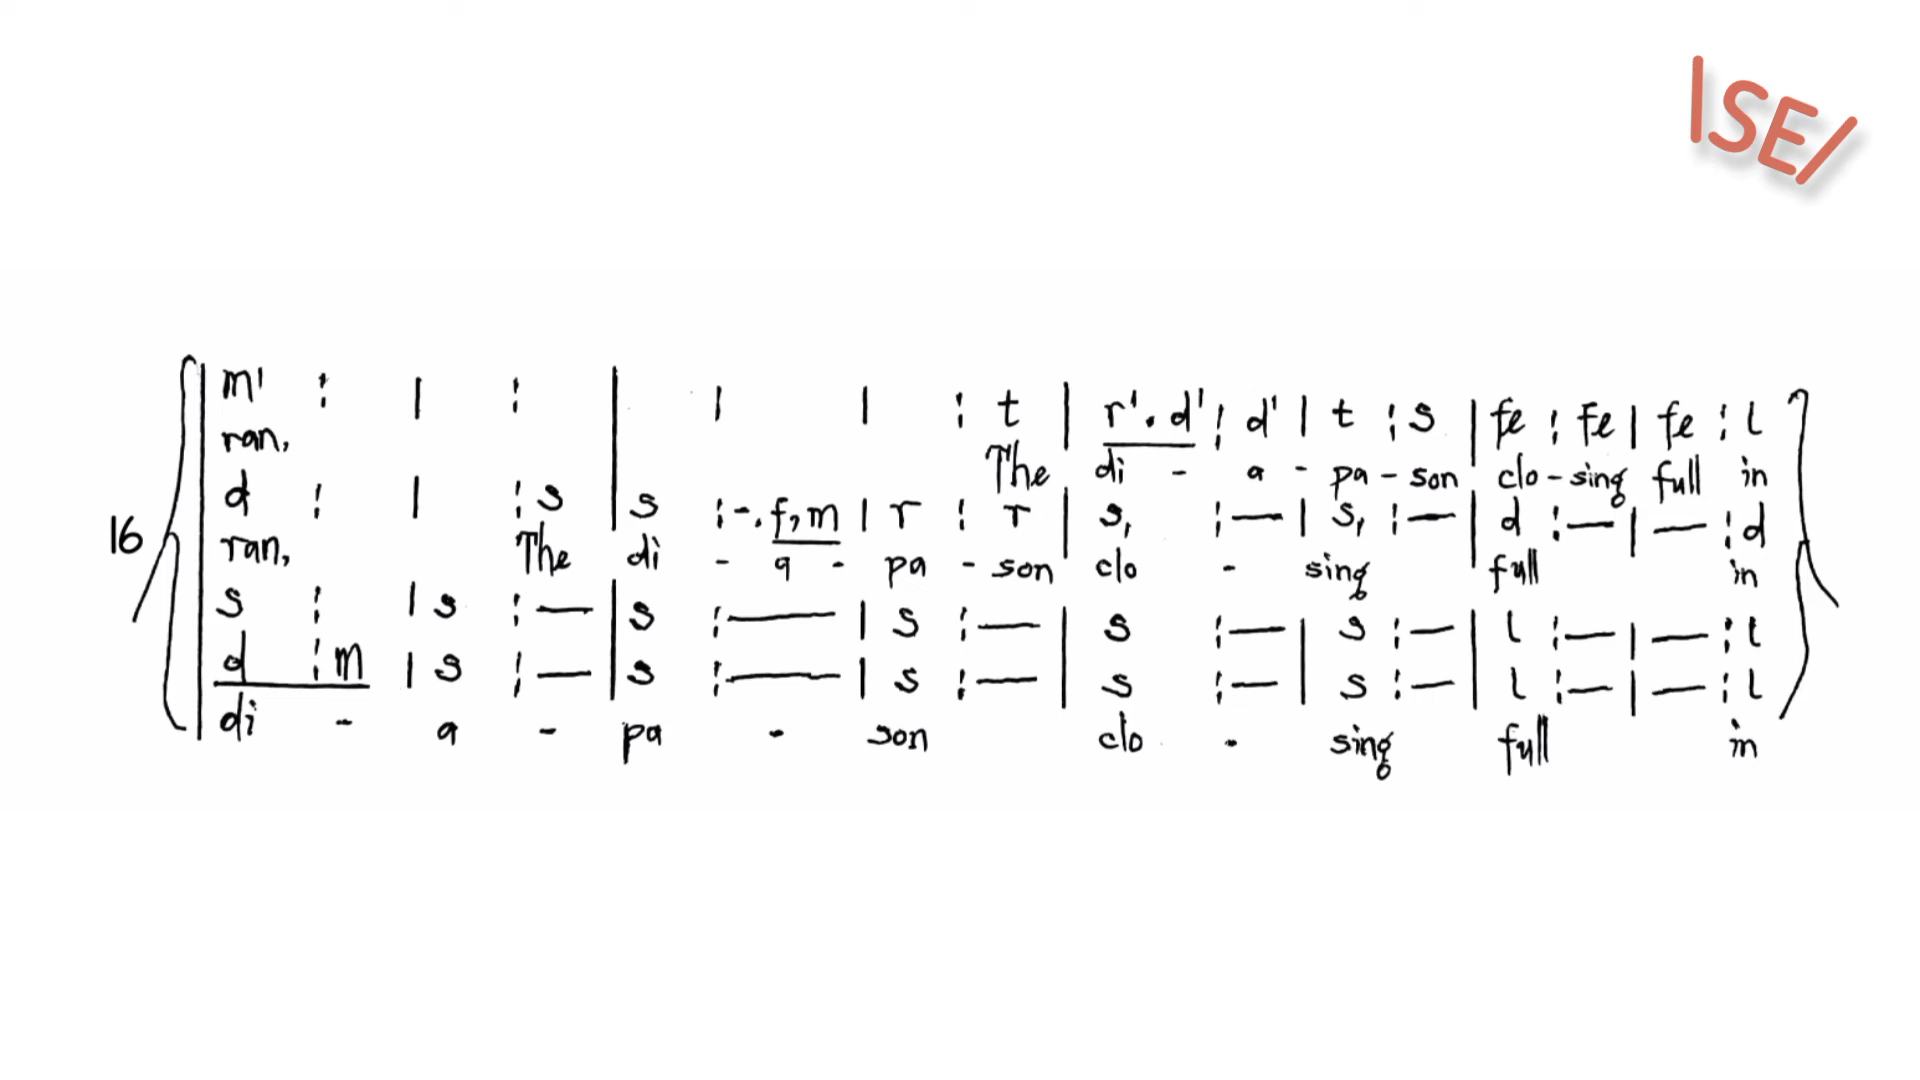 ISE/
m' : | : | | | : t | r'. d' : d' | t : s | fe : fe | fe : l
ran, The di - a - pa - son clo - sing full in
d : | : s | s : -. f, m | r : r | s, : — | s, : — | d : — | — : d
ran, The di - a - pa - son clo - sing full in
16
s : | s : — | s : — | s : — | s : — | s : — | l : — | — : l
d : m | s : — | s : — | s : — | s : — | s : — | l : — | — : l
di - a - pa - son clo - sing full in